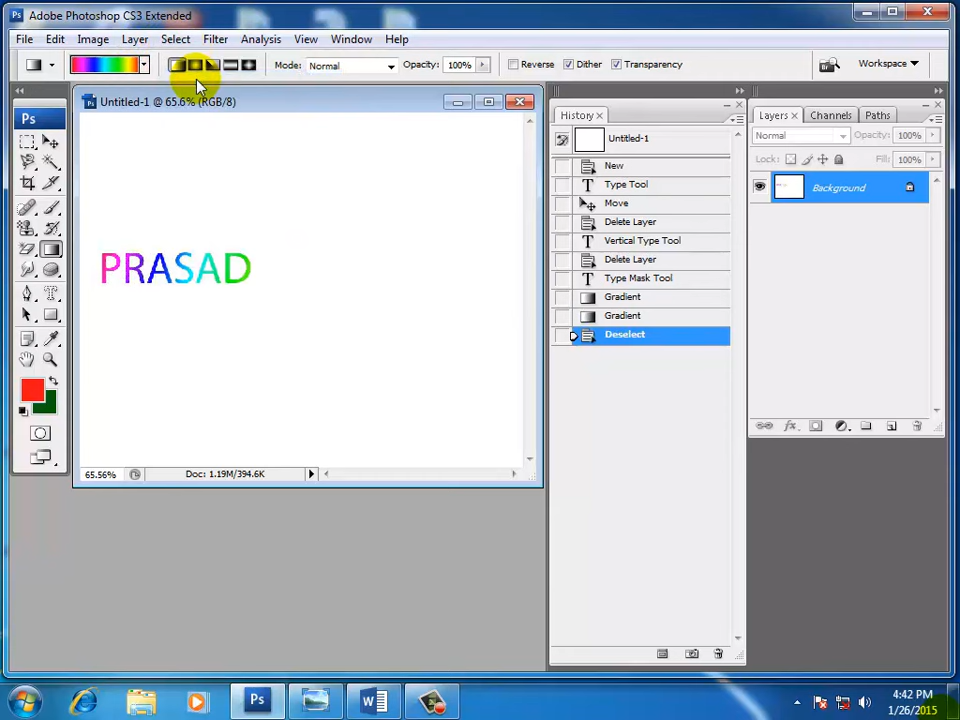 Adobe Photoshop CS3 Extended
File Edit Image Layer Select Filter Analysis View Window Help
Mode: Normal Opacity: 100% Reverse Dither Transparency Workspace
Ps
Untitled-1 @ 65.6% (RGB/8)
PRASAD
65.56% Doc: 1.19M/394.6K
History
Untitled-1
New
Type Tool
Move
Delete Layer
Vertical Type Tool
Delete Layer
Type Mask Tool
Gradient
Gradient
Deselect
Layers Channels Paths
Normal Opacity: 100%
Lock: Fill: 100%
Background
4:42 PM
1/26/2015